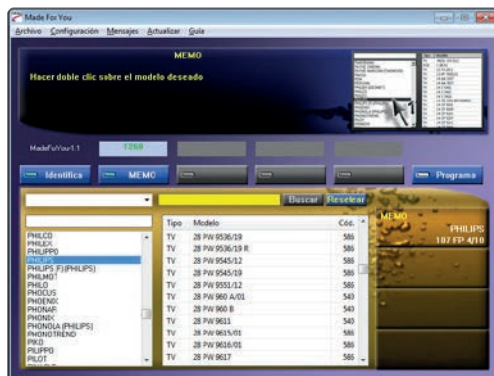 Made For You
Archivo Configuración Mensajes Actualizar Guía
MEMO
Hacer doble clic sobre el modelo deseado
MadeForYou-1.1
1260
Identifica MEMO Programa
Buscar Resetear
MEMO
PHILIPS
107 FP 4/10
PHILCO
PHILEX
PHILIPPO
PHILIPS
PHILIPS (F)(PHILIPS)
PHILMOT
PHILO
PHOCUS
PHOENIX
PHONAR
PHONIX
PHONOLA (PHILIPS)
PHONOTREND
PIKO
PILIPPO
PILOT
Tipo Modelo Cód.
TV 28 PW 9536/19 586
TV 28 PW 9536/19 R 586
TV 28 PW 9545/12 586
TV 28 PW 9545/19 586
TV 28 PW 9551/12 586
TV 28 PW 960 A/01 540
TV 28 PW 960 B 540
TV 28 PW 9611 540
TV 28 PW 9615/01 586
TV 28 PW 9616/01 586
TV 28 PW 9617 586